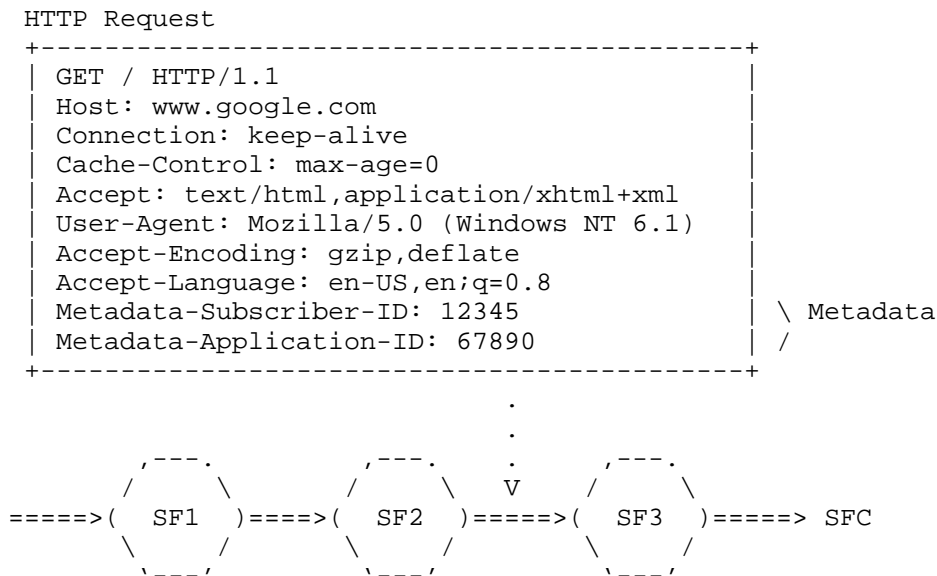 HTTP Request
GET / HTTP/1.1
Host: www.google.com
Connection: keep-alive
Cache-Control: max-age=0
Accept: text/html,application/xhtml+xml
User-Agent: Mozilla/5.0 (Windows NT 6.1)
Accept-Encoding: gzip,deflate
Accept-Language: en-US,en;q=0.8
Metadata-Subscriber-ID: 12345 \ Metadata
Metadata-Application-ID: 67890 /
SF1 SF2 SF3 SFC